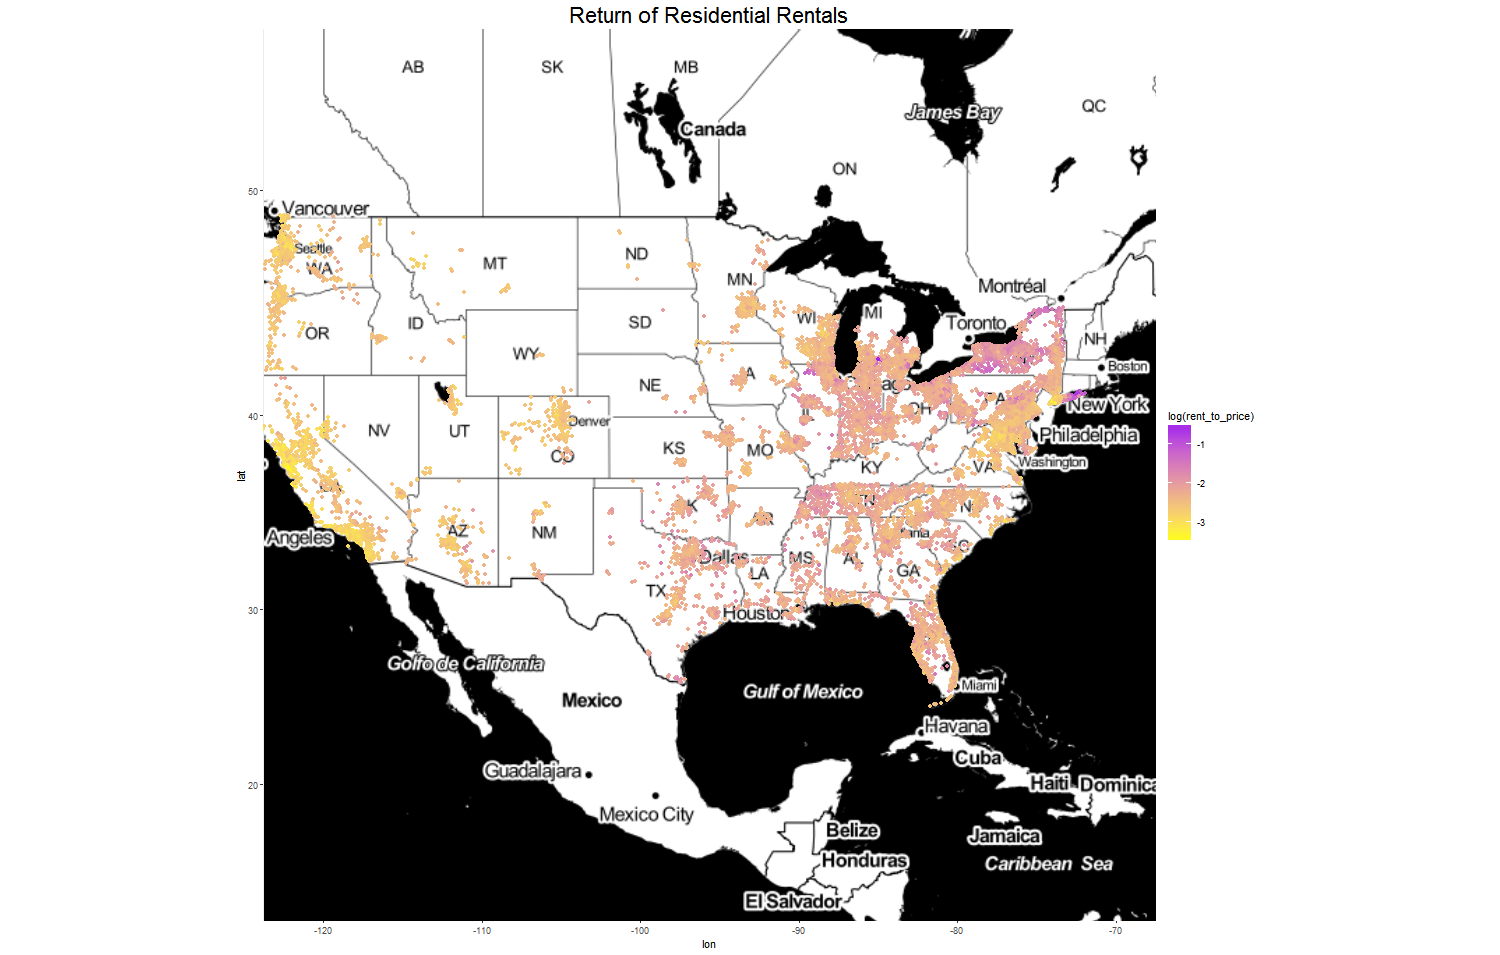 Return of Residential Rentals
AB
SK
MB
QC
James Bay
Canada
ON
50
Vancouver
Seattle
WA
MT
ND
MN
Montréal
OR
ID
SD
WI
MI
Toronto
NH
WY
Boston
NE
40
New York
log(rent_to_price)
NV
UT
Denver
Philadelphia
-1
CO
KS
MO
KY
VA
Washington
-2
lat
-3
Angeles
AZ
NM
Dallas
MS
AL
LA
GA
TX
30
Houston
Golfo de California
Mexico
Gulf of Mexico
Miami
Havana
Cuba
Guadalajara
20
Haiti
Dominica
Mexico City
Belize
Jamaica
Honduras
Caribbean Sea
El Salvador
-120
-110
-100
-90
-80
-70
lon